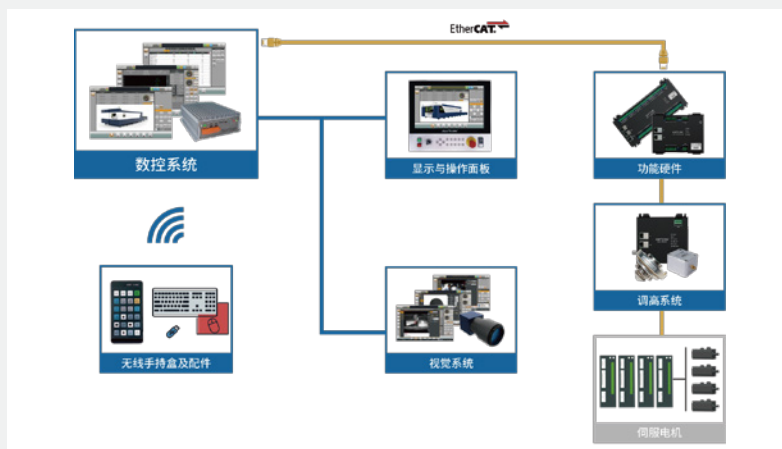 EtherCAT
数控系统
显示与操作面板
功能硬件
调高系统
无线手持盒及配件
视觉系统
伺服电机